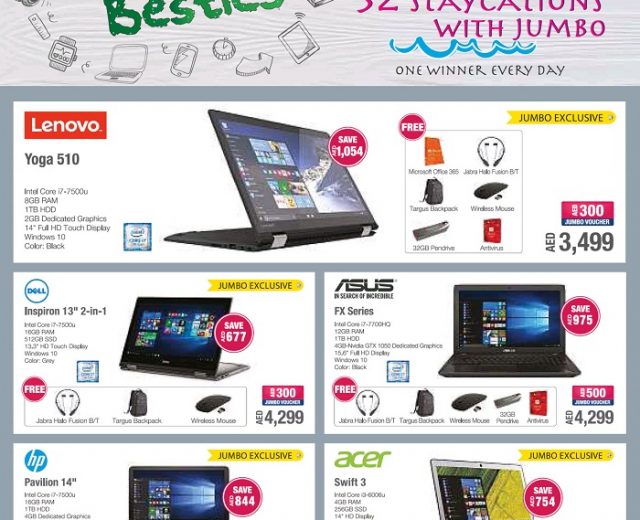 Besties
32 STAYCATIONS
WITH JUMBO
ONE WINNER EVERY DAY
Lenovo
Yoga 510
Intel Core i7-7500u
8GB RAM
1TB HDD
2GB Dedicated Graphics
14" Full HD Touch Display
Windows 10
Color: Black
SAVE
AED 1,054
JUMBO EXCLUSIVE
FREE
Microsoft Office 365
Jabra Halo Fusion B/T
Targus Backpack
Wireless Mouse
32GB Pendrive
Antivirus
AED 300
JUMBO VOUCHER
AED 3,499
DELL
Inspiron 13" 2-in-1
Intel Core i7-7500u
16GB RAM
512GB SSD
13.3" HD Touch Display
Windows 10
Color: Grey
JUMBO EXCLUSIVE
SAVE
AED 677
FREE
Jabra Halo Fusion B/T
Targus Backpack
Wireless Mouse
AED 300
JUMBO VOUCHER
AED 4,299
ASUS
IN SEARCH OF INCREDIBLE
FX Series
Intel Core i7-7700HQ
12GB RAM
1TB HDD
4GB-Nvidia GTX 1050 Dedicated Graphics
15.6" Full HD Display
Windows 10
Color: Black
JUMBO EXCLUSIVE
SAVE
AED 975
FREE
Jabra Halo Fusion B/T
Targus Backpack
Wireless Mouse
32GB
Pendrive
Antivirus
AED 500
JUMBO VOUCHER
AED 4,299
hp
Pavilion 14"
Intel Core i7-7500u
16GB RAM
1TB HDD
4GB Dedicated Graphics
JUMBO EXCLUSIVE
SAVE
AED 844
acer
Swift 3
Intel Core i3-6006u
4GB RAM
256GB SSD
14" HD Display
JUMBO EXCLUSIVE
SAVE
AED 754